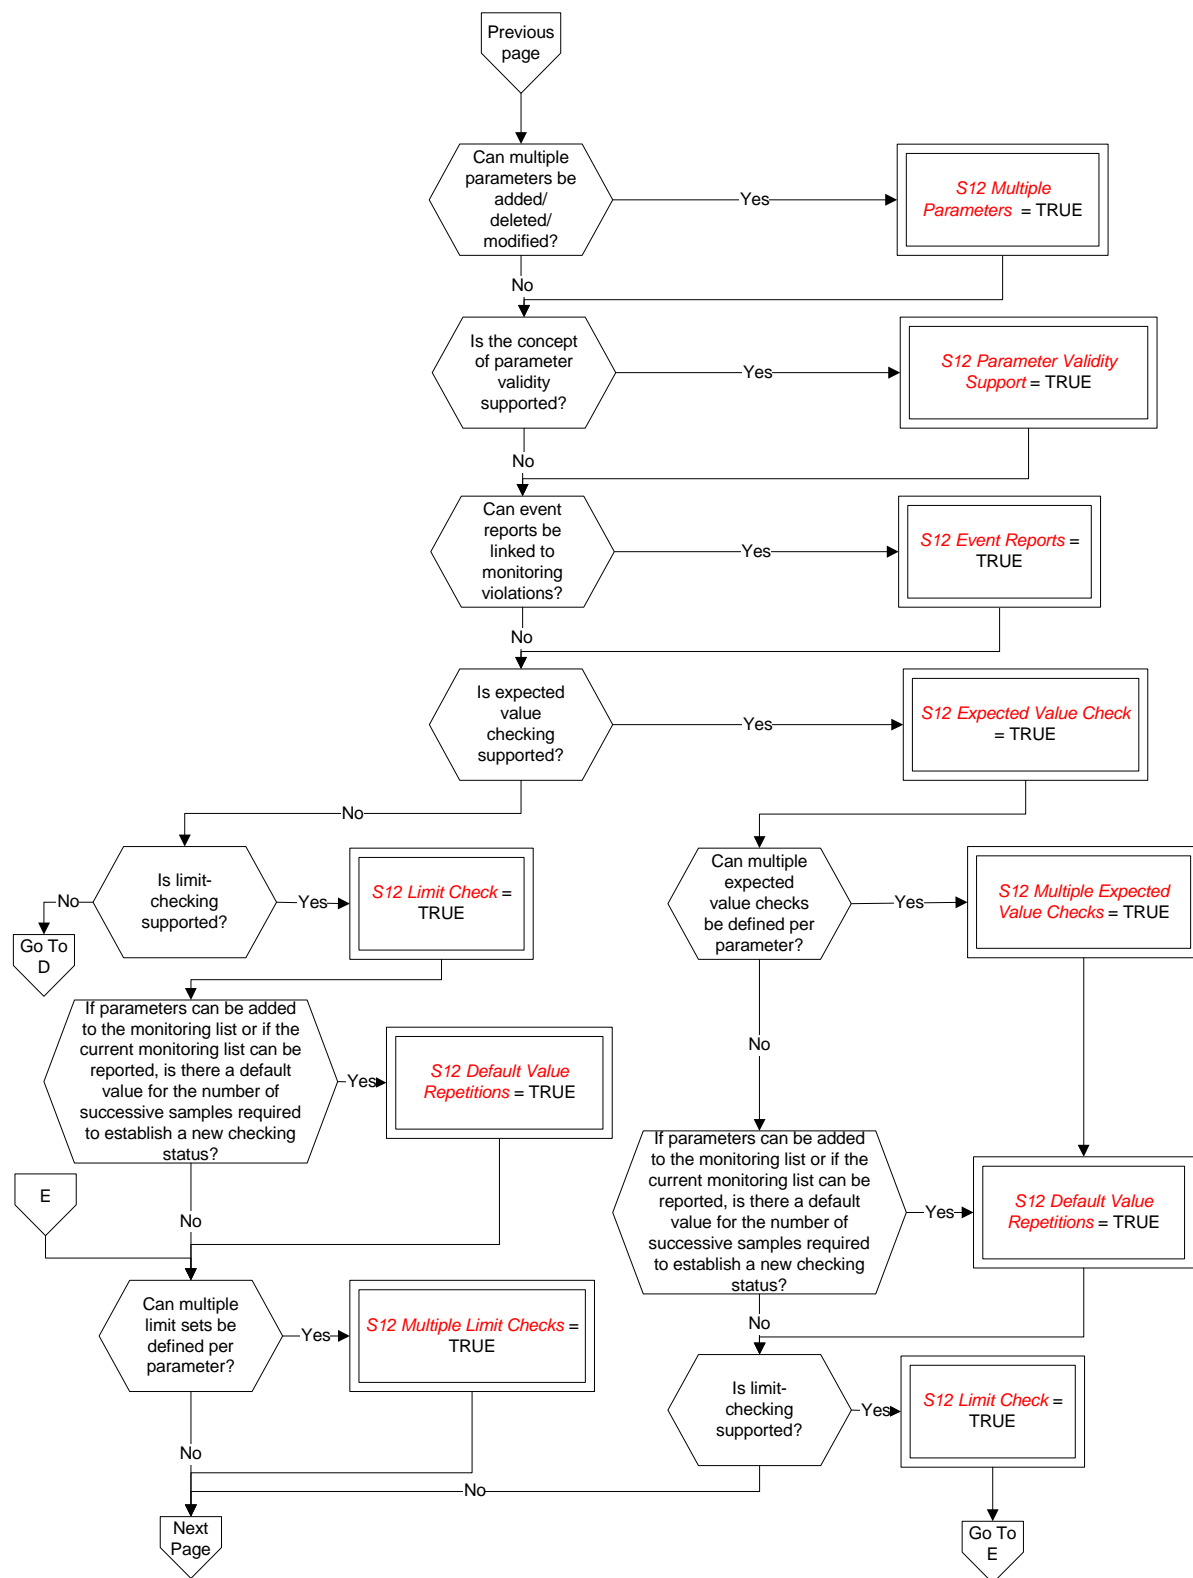 Previous
page
Can multiple
parameters be
added/
deleted/
modified?
Yes
S12 Multiple
Parameters = TRUE
No
Is the concept
of parameter
validity
supported?
Yes
S12 Parameter Validity
Support = TRUE
No
Can event
reports be
linked to
monitoring
violations?
Yes
S12 Event Reports =
TRUE
No
Is expected
value
checking
supported?
Yes
S12 Expected Value Check
= TRUE
No
Is limit-
checking
supported?
No
Go To
D
Yes
S12 Limit Check =
TRUE
Can multiple
expected
value checks
be defined per
parameter?
Yes
S12 Multiple Expected
Value Checks = TRUE
No
If parameters can be added
to the monitoring list or if the
current monitoring list can be
reported, is there a default
value for the number of
successive samples required
to establish a new checking
status?
Yes
S12 Default Value
Repetitions = TRUE
No
E
If parameters can be added
to the monitoring list or if the
current monitoring list can be
reported, is there a default
value for the number of
successive samples required
to establish a new checking
status?
Yes
S12 Default Value
Repetitions = TRUE
No
Can multiple
limit sets be
defined per
parameter?
Yes
S12 Multiple Limit Checks =
TRUE
No
Is limit-
checking
supported?
Yes
S12 Limit Check =
TRUE
No
Next
Page
Go To
E